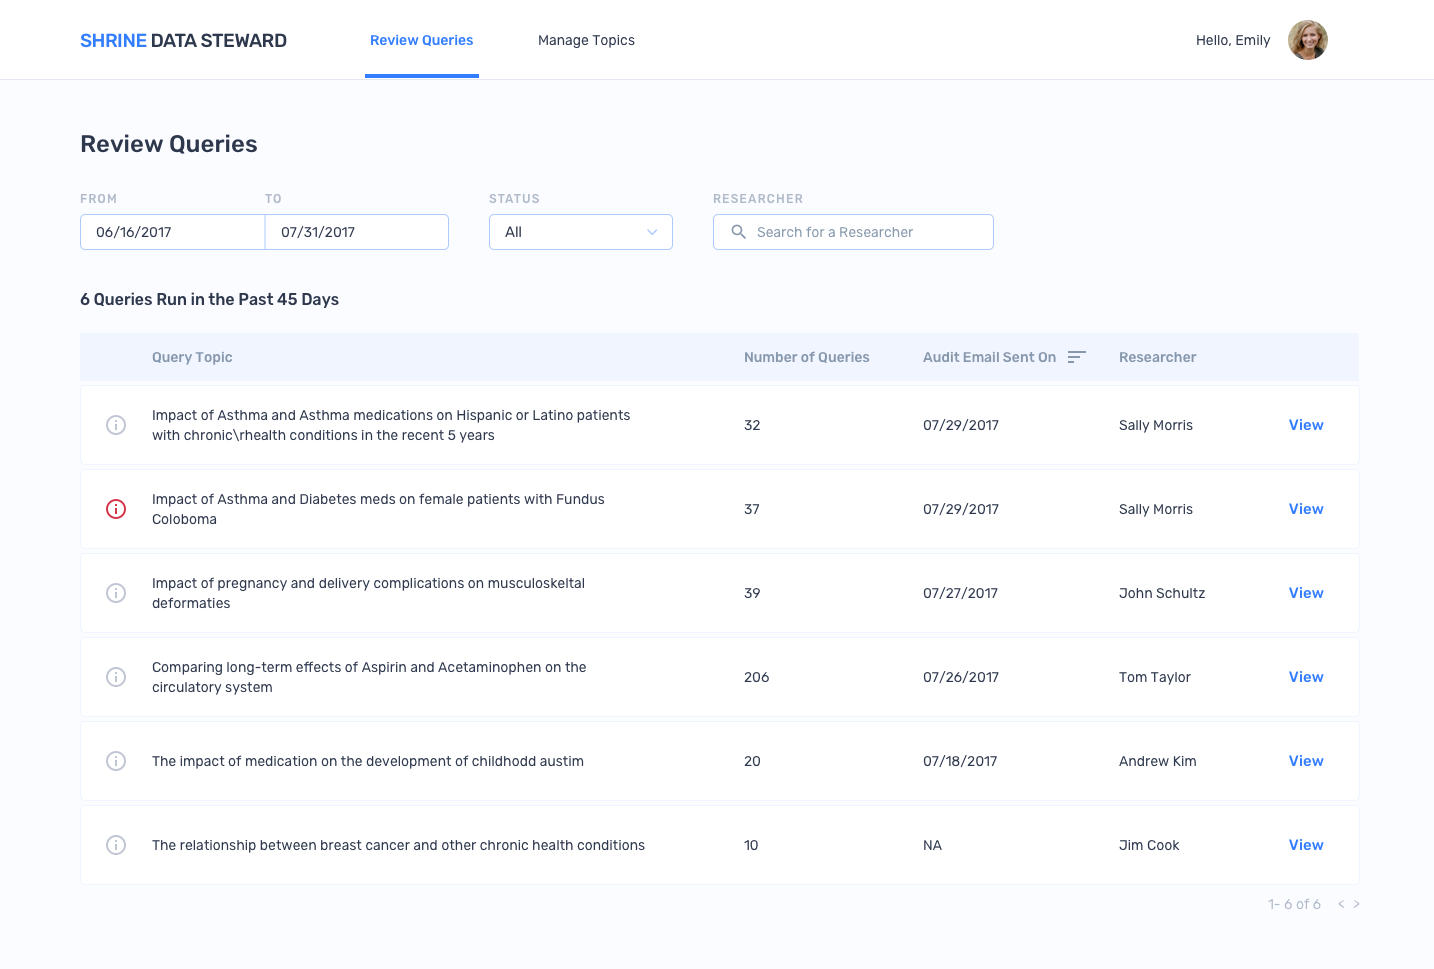 SHRINE DATA STEWARD
Review Queries
Manage Topics
Hello, Emily
Review Queries
FROM
TO
STATUS
RESEARCHER
06/16/2017
07/31/2017
All
Search for a Researcher
6 Queries Run in the Past 45 Days
Query Topic
Number of Queries
Audit Email Sent On
Researcher
Impact of Asthma and Asthma medications on Hispanic or Latino patients
with chronic\rhealth conditions in the recent 5 years
32
07/29/2017
Sally Morris
View
Impact of Asthma and Diabetes meds on female patients with Fundus
Coloboma
37
07/29/2017
Sally Morris
View
Impact of pregnancy and delivery complications on musculoskeltal
deformaties
39
07/27/2017
John Schultz
View
Comparing long-term effects of Aspirin and Acetaminophen on the
circulatory system
206
07/26/2017
Tom Taylor
View
The impact of medication on the development of childhodd austim
20
07/18/2017
Andrew Kim
View
The relationship between breast cancer and other chronic health conditions
10
NA
Jim Cook
View
1- 6 of 6 < >